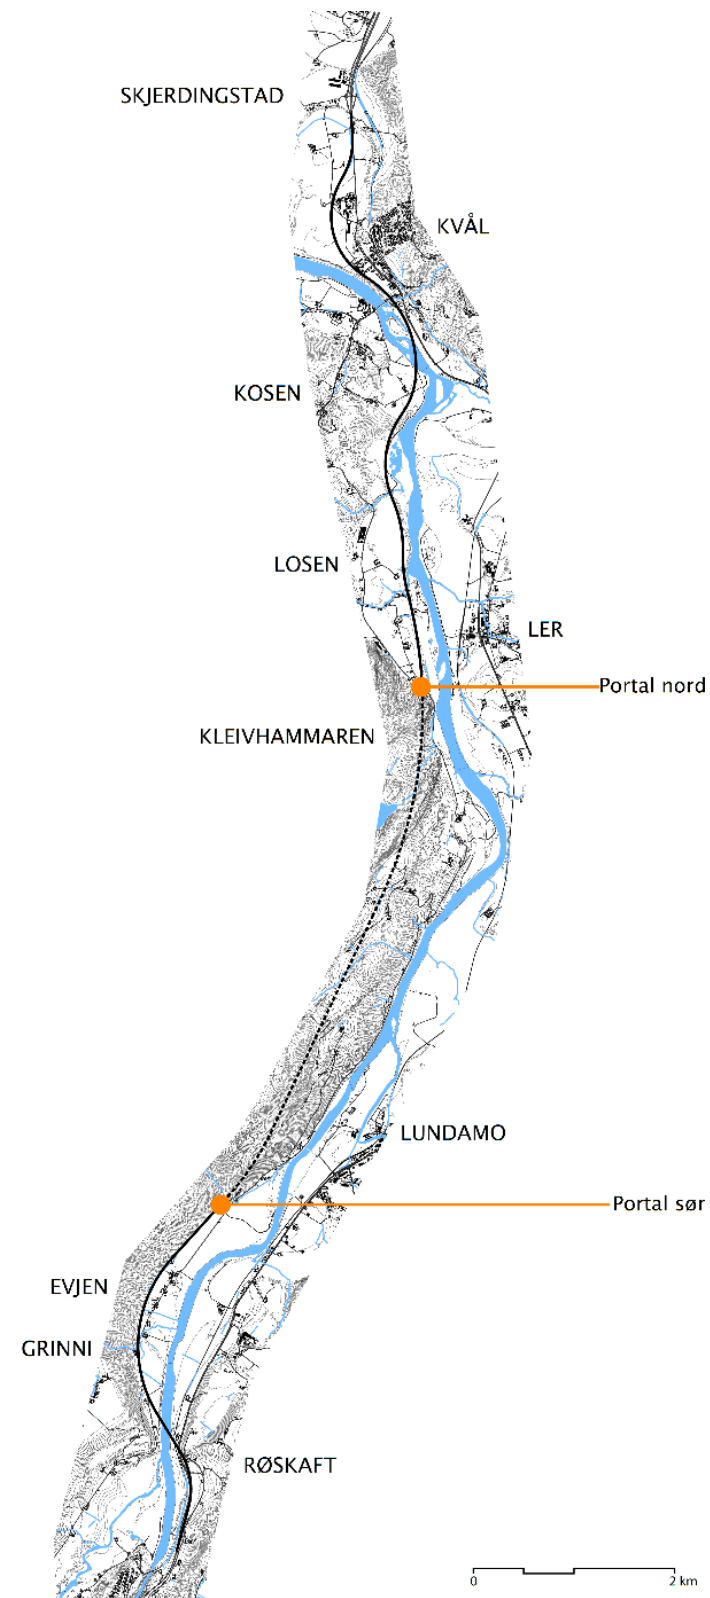 SKJERDINGSTAD
KVÅL
KOSEN
LOSEN
LER
Portal nord
KLEIVHAMMAREN
LUNDAMO
Portal sør
EVJEN
GRINNI
RØSKAFT
0 2 km